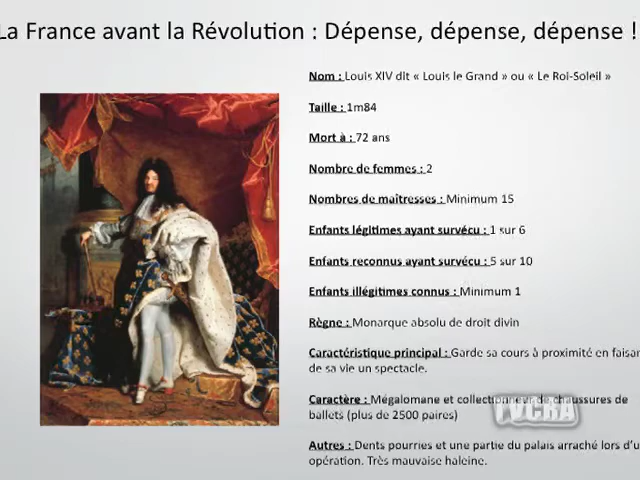 La France avant la Révolution : Dépense, dépense, dépense !
Nom : Louis XIV dit « Louis le Grand » ou « Le Roi-Soleil »
Taille : 1m84
Mort à : 72 ans
Nombre de femmes : 2
Nombres de maîtresses : Minimum 15
Enfants légitimes ayant survécu : 1 sur 6
Enfants reconnus ayant survécu : 5 sur 10
Enfants illégitimes connus : Minimum 1
Règne : Monarque absolu de droit divin
Caractéristique principal : Garde sa cours à proximité en faisan
de sa vie un spectacle.
Caractère : Mégalomane et collectionneur de chaussures de
ballets (plus de 2500 paires)
Autres : Dents pourries et une partie du palais arraché lors d'u
opération. Très mauvaise haleine.